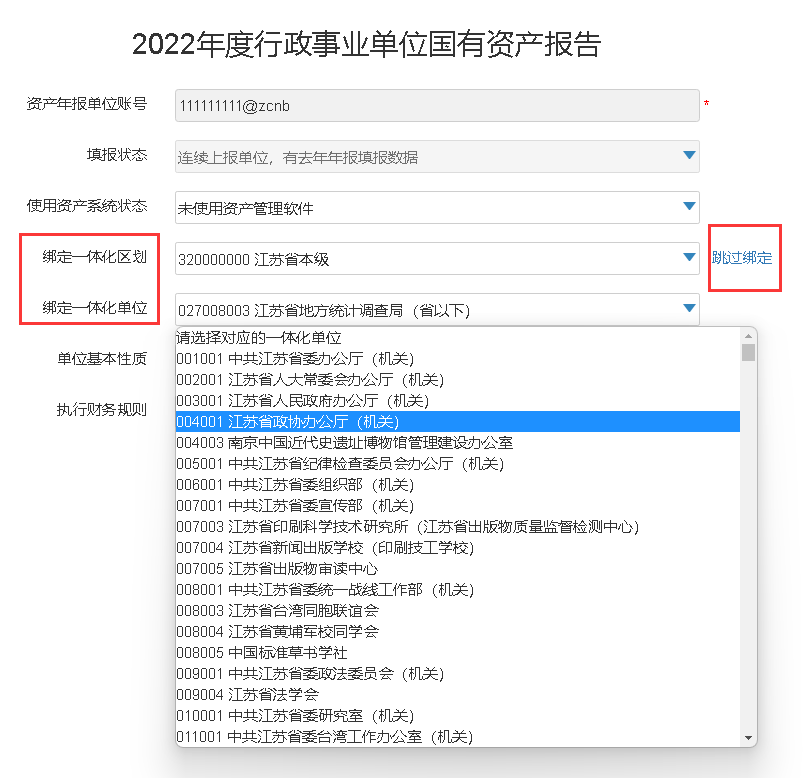 2022年度行政事业单位国有资产报告
资产年报单位账号 111111111@zcnb *
填报状态 连续上报单位，有去年年报填报数据
使用资产系统状态 未使用资产管理软件
绑定一体化区划 320000000 江苏省本级 跳过绑定
绑定一体化单位 027008003 江苏省地方统计调查局（省以下）
单位基本性质
执行财务规则
请选择对应的一体化单位
001001 中共江苏省委办公厅（机关）
002001 江苏省人大常委会办公厅（机关）
003001 江苏省人民政府办公厅（机关）
004001 江苏省政协办公厅（机关）
004003 南京中国近代史遗址博物馆管理建设办公室
005001 中共江苏省纪律检查委员会办公厅（机关）
006001 中共江苏省委组织部（机关）
007001 中共江苏省委宣传部（机关）
007003 江苏省印刷科学技术研究所（江苏省出版物质量监督检测中心）
007004 江苏省新闻出版学校（印刷技工学校）
007005 江苏省出版物审读中心
008001 中共江苏省委统一战线工作部（机关）
008003 江苏省台湾同胞联谊会
008004 江苏省黄埔军校同学会
008005 中国标准草书学社
009001 中共江苏省委政法委员会（机关）
009004 江苏省法学会
010001 中共江苏省委研究室（机关）
011001 中共江苏省委台湾工作办公室（机关）